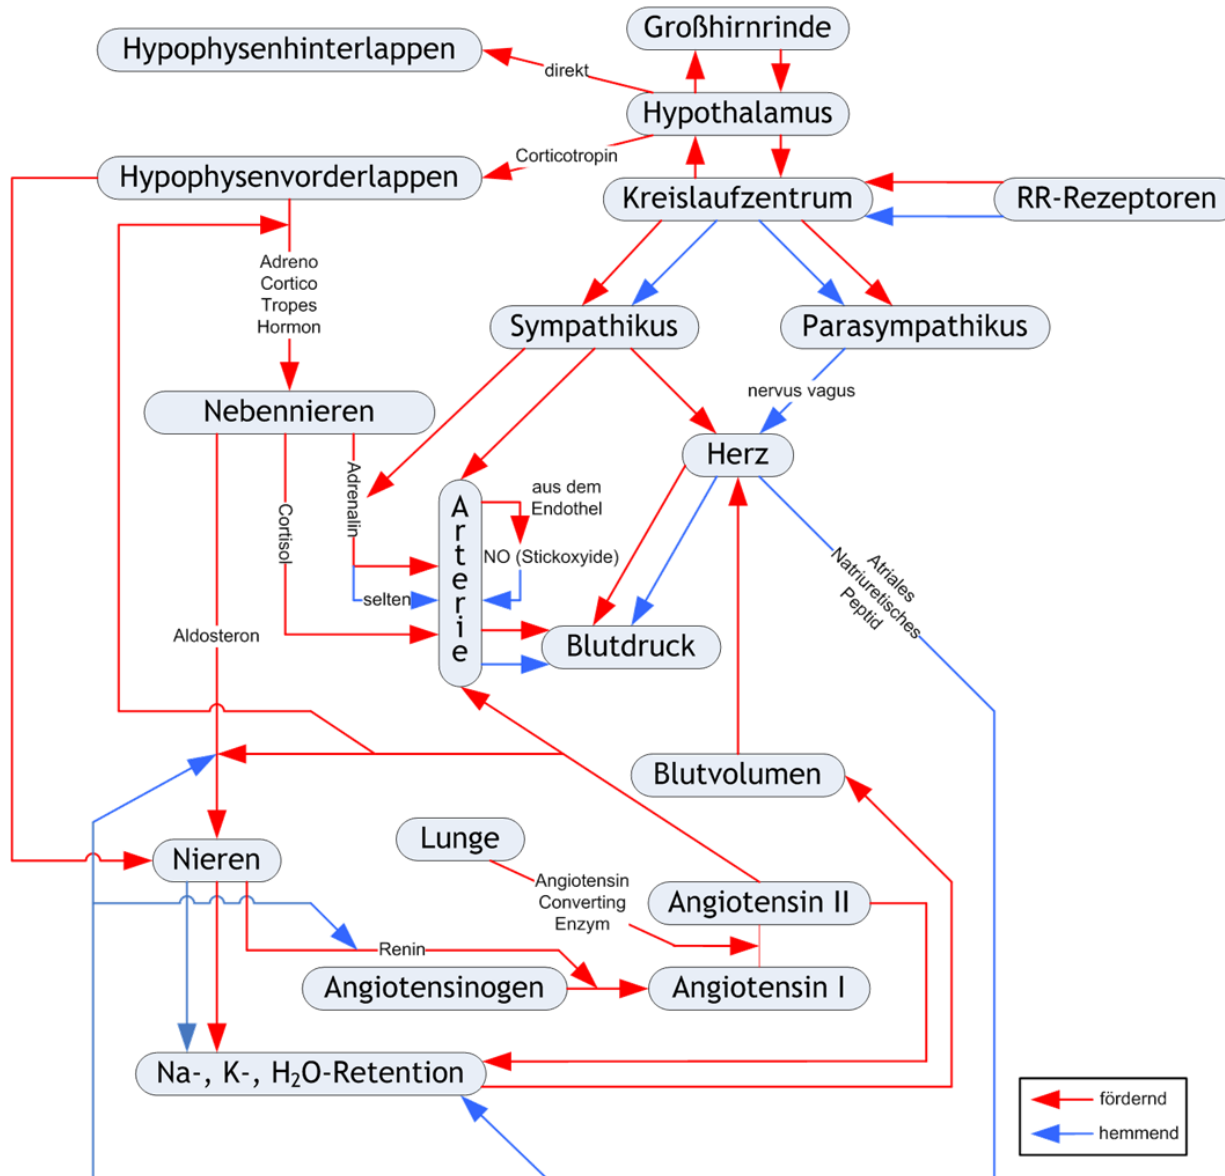 Großhirnrinde
Hypophysenhinterlappen
direkt
Hypothalamus
Corticotropin
Hypophysenvorderlappen
Kreislaufzentrum
RR-Rezeptoren
Adreno
Cortico
Tropes
Hormon
Sympathikus
Parasympathikus
nervus vagus
Nebennieren
Herz
Adrenalin
Cortisol
Arterie
aus dem
Endothel
NO (Stickoxyide)
selten
Atriales
Natriuretisches
Peptid
Aldosteron
Blutdruck
Blutvolumen
Lunge
Nieren
Angiotensin
Converting
Enzym
Angiotensin II
Renin
Angiotensinogen
Angiotensin I
Na-, K-, H₂O-Retention
fördernd
hemmend